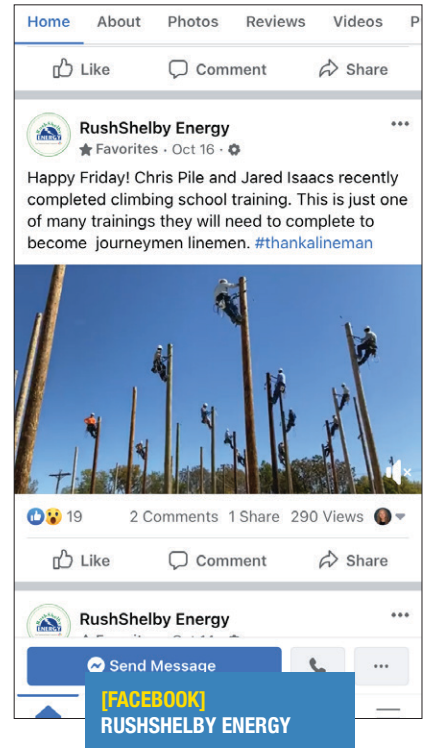 Home About Photos Reviews Videos P
Like Comment Share
RushShelby Energy
Favorites · Oct 16 ·
Happy Friday! Chris Pile and Jared Isaacs recently
completed climbing school training. This is just one
of many trainings they will need to complete to
become journeymen linemen. #thankalineman
19 2 Comments 1 Share 290 Views
Like Comment Share
RushShelby Energy
Send Message
[FACEBOOK]
RUSHSHELBY ENERGY